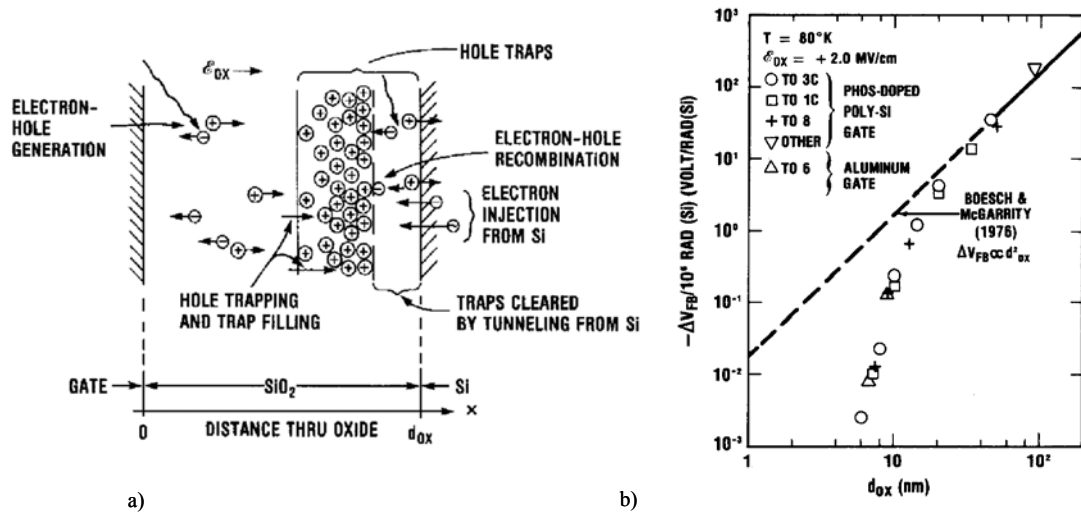 HOLE TRAPS
ℰOX
ELECTRON-
HOLE
GENERATION
ELECTRON-HOLE
RECOMBINATION
ELECTRON
INJECTION
FROM Si
HOLE TRAPPING
AND TRAP FILLING
TRAPS CLEARED
BY TUNNELING FROM Si
GATE
SiO2
Si
X
0
DISTANCE THRU OXIDE
dOX
a)
b)
−ΔVFB/10⁶ RAD (Si) (VOLT/RAD(Si)
10³
10²
10¹
10⁰
10⁻¹
10⁻²
10⁻³
T = 80°K
ℰOX = + 2.0 MV/cm
TO 3C
TO 1C
TO 8
OTHER
PHOS-DOPED
POLY-Si
GATE
TO 6
ALUMINUM
GATE
BOESCH &
McGARRITY
(1976)
ΔVFB ∝ d²ox
1
10
10²
dOX (nm)